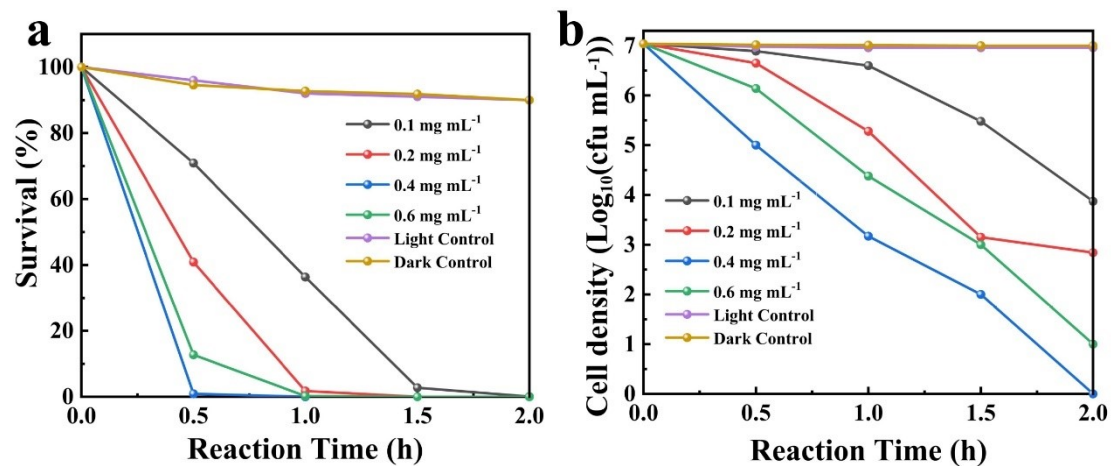 a
Survival (%)
100
80
60
40
20
0
0.0 0.5 1.0 1.5 2.0
Reaction Time (h)
0.1 mg mL⁻¹
0.2 mg mL⁻¹
0.4 mg mL⁻¹
0.6 mg mL⁻¹
Light Control
Dark Control
b
Cell density (Log₁₀(cfu mL⁻¹))
7
6
5
4
3
2
1
0
0.0 0.5 1.0 1.5 2.0
Reaction Time (h)
0.1 mg mL⁻¹
0.2 mg mL⁻¹
0.4 mg mL⁻¹
0.6 mg mL⁻¹
Light Control
Dark Control